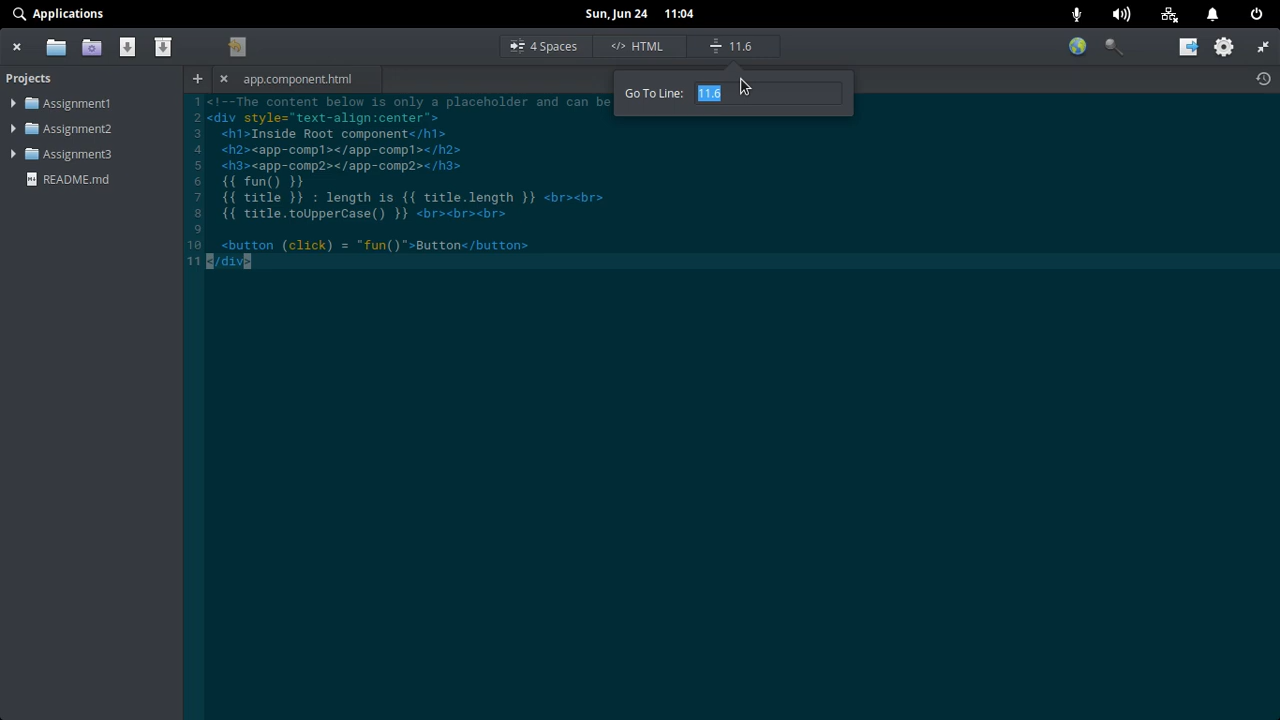 Applications
Sun, Jun 24 11:04
4 Spaces
</> HTML
11.6
Projects
app.component.html
Assignment1
Assignment2
Assignment3
README.md
Go To Line: 11.6
1 <!--The content below is only a placeholder and can be
2 <div style="text-align:center">
3 <h1>Inside Root component</h1>
4 <h2><app-comp1></app-comp1></h2>
5 <h3><app-comp2></app-comp2></h3>
6 {{ fun() }}
7 {{ title }} : length is {{ title.length }} <br><br>
8 {{ title.toUpperCase() }} <br><br><br>
9
10 <button (click) = "fun()">Button</button>
11 </div>